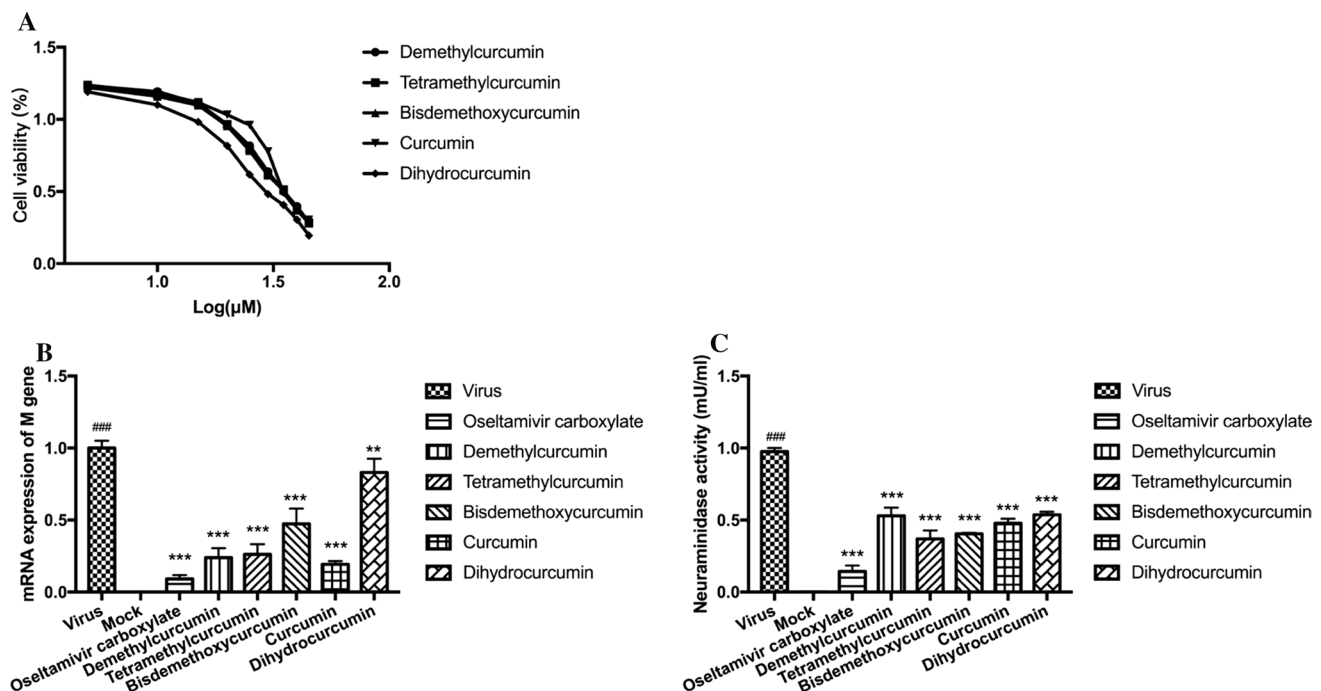 A
1.5
1.0
0.5
0.0
Cell viability (%)
1.0
1.5
2.0
Log(µM)
Demethylcurcumin
Tetramethylcurcumin
Bisdemethoxycurcumin
Curcumin
Dihydrocurcumin
B
1.5
1.0
0.5
0.0
mRNA expression of M gene
###
***
***
***
***
***
**
Virus
Mock
Oseltamivir carboxylate
Demethylcurcumin
Tetramethylcurcumin
Bisdemethoxycurcumin
Curcumin
Dihydrocurcumin
Virus
Oseltamivir carboxylate
Demethylcurcumin
Tetramethylcurcumin
Bisdemethoxycurcumin
Curcumin
Dihydrocurcumin
C
1.5
1.0
0.5
0.0
Neuraminidase activity (mU/ml)
###
***
***
***
***
***
***
Virus
Mock
Oseltamivir carboxylate
Demethylcurcumin
Tetramethylcurcumin
Bisdemethoxycurcumin
Curcumin
Dihydrocurcumin
Virus
Oseltamivir carboxylate
Demethylcurcumin
Tetramethylcurcumin
Bisdemethoxycurcumin
Curcumin
Dihydrocurcumin